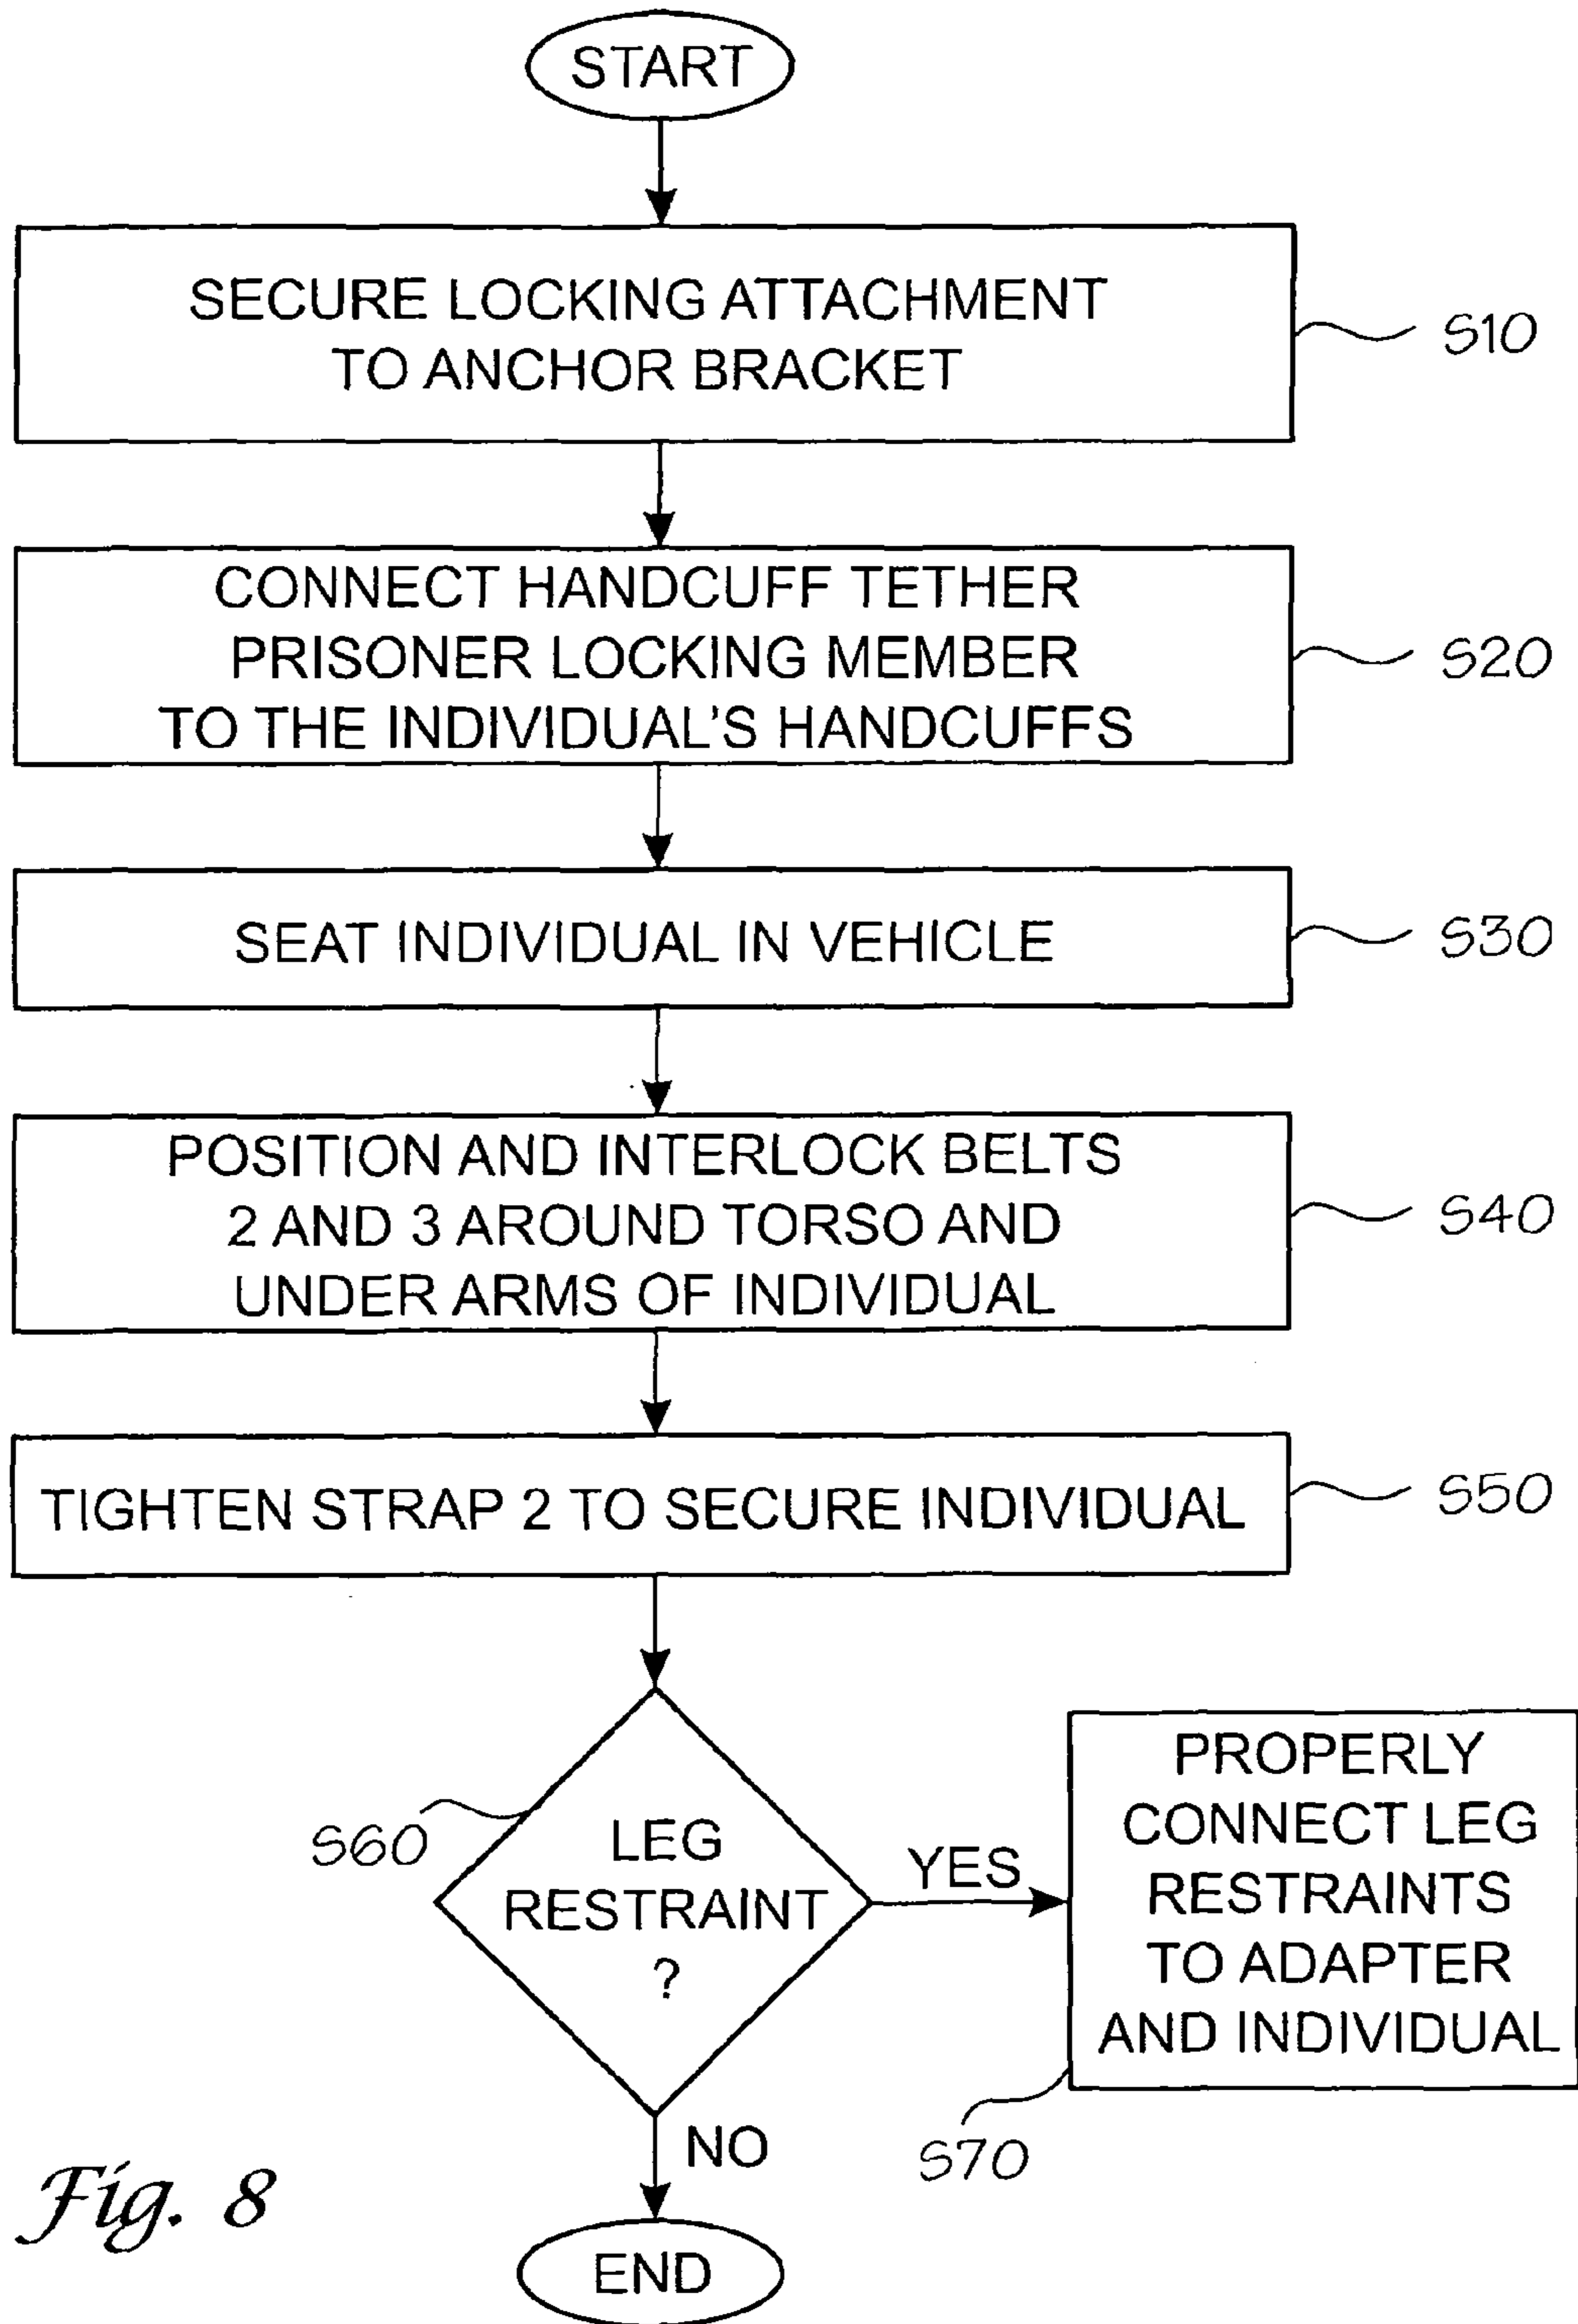 START
SECURE LOCKING ATTACHMENT
TO ANCHOR BRACKET
S10
CONNECT HANDCUFF TETHER
PRISONER LOCKING MEMBER
TO THE INDIVIDUAL'S HANDCUFFS
S20
SEAT INDIVIDUAL IN VEHICLE
S30
POSITION AND INTERLOCK BELTS
2 AND 3 AROUND TORSO AND
UNDER ARMS OF INDIVIDUAL
S40
TIGHTEN STRAP 2 TO SECURE INDIVIDUAL
S50
S60
LEG
RESTRAINT
?
YES
PROPERLY
CONNECT LEG
RESTRAINTS
TO ADAPTER
AND INDIVIDUAL
S70
NO
END
Fig. 8